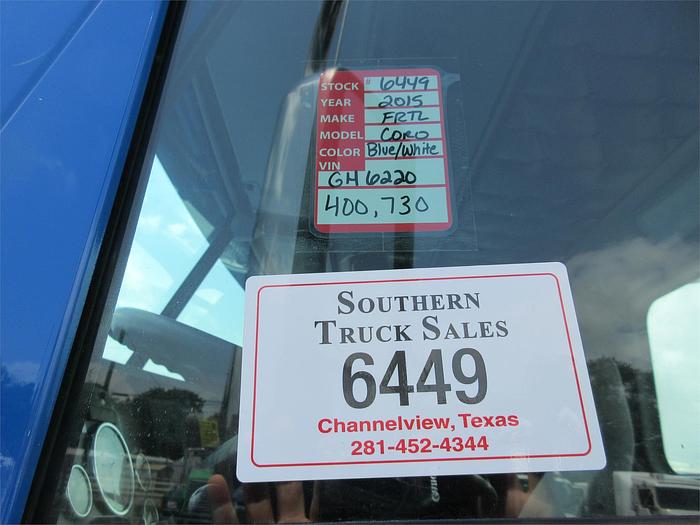 STOCK # 6449
YEAR 2015
MAKE FRTL
MODEL CORO
COLOR Blue/White
VIN
GH6220
400,730
SOUTHERN
TRUCK SALES
6449
Channelview, Texas
281-452-4344